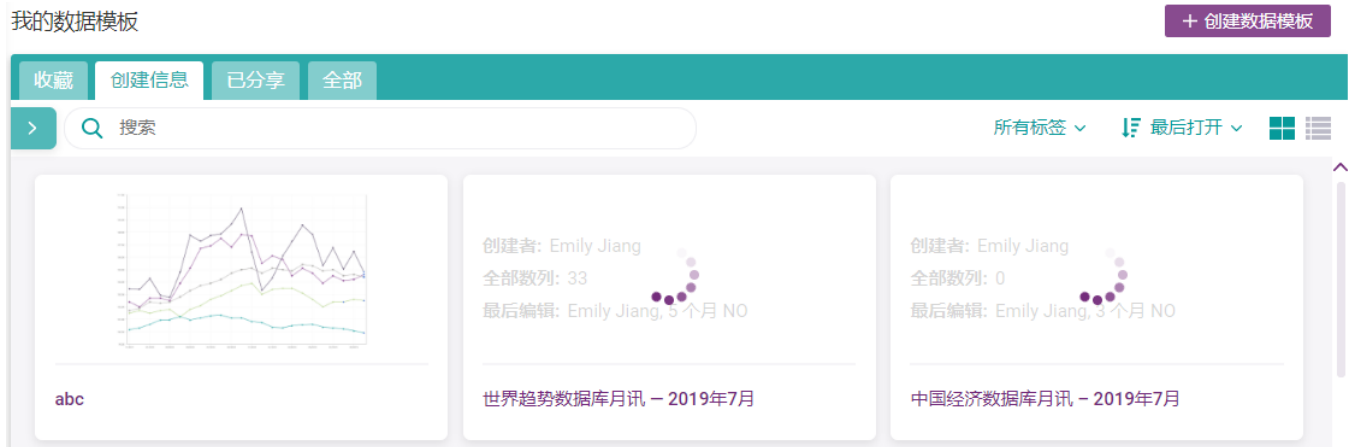 我的数据模板
+ 创建数据模板
收藏 创建信息 已分享 全部
搜索 所有标签 最后打开
创建者: Emily Jiang
全部数列: 33
最后编辑: Emily Jiang, 5 个月 NO
创建者: Emily Jiang
全部数列: 0
最后编辑: Emily Jiang, 3 个月 NO
abc
世界趋势数据库月讯 — 2019年7月
中国经济数据库月讯 – 2019年7月